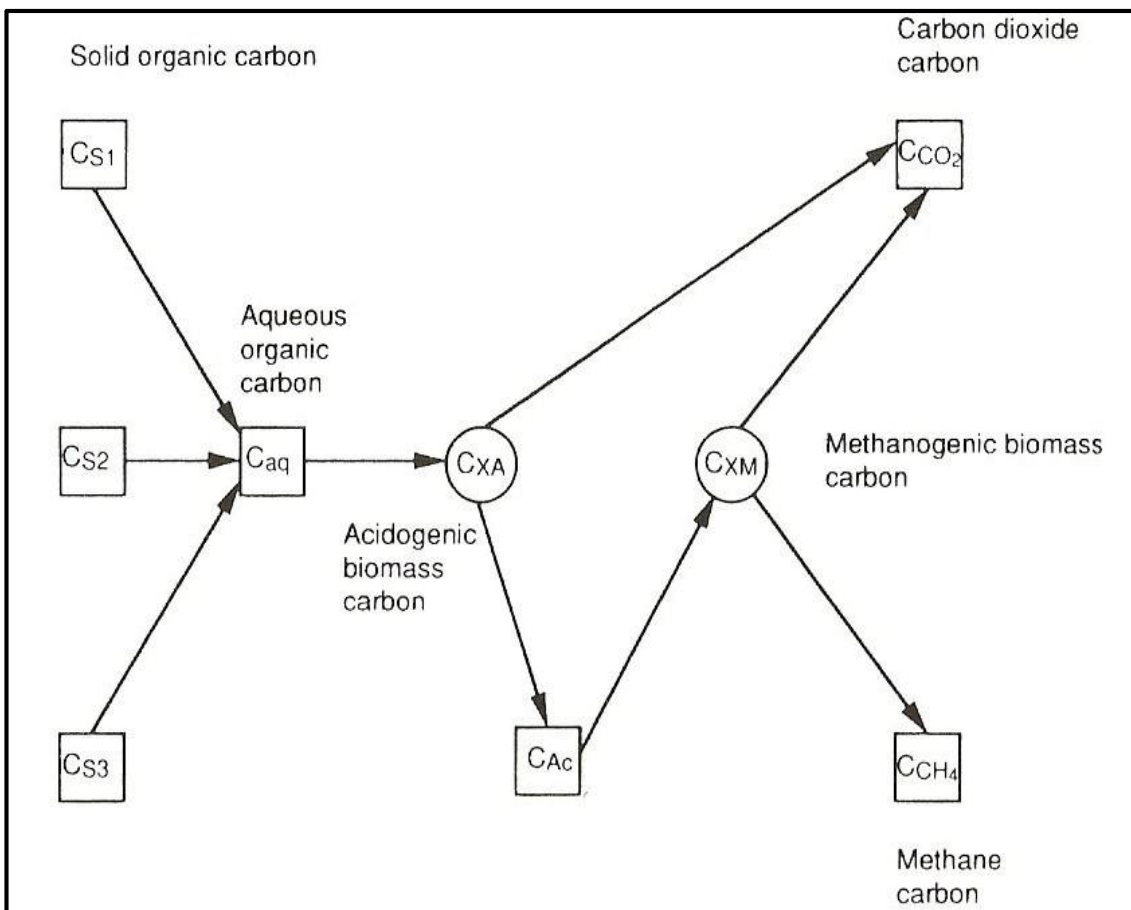 Solid organic carbon
Carbon dioxide
carbon
CS1
CCO2
Aqueous
organic
carbon
CS2
Caq
CXA
CXM
Methanogenic biomass
carbon
Acidogenic
biomass
carbon
CS3
CAc
CCH4
Methane
carbon